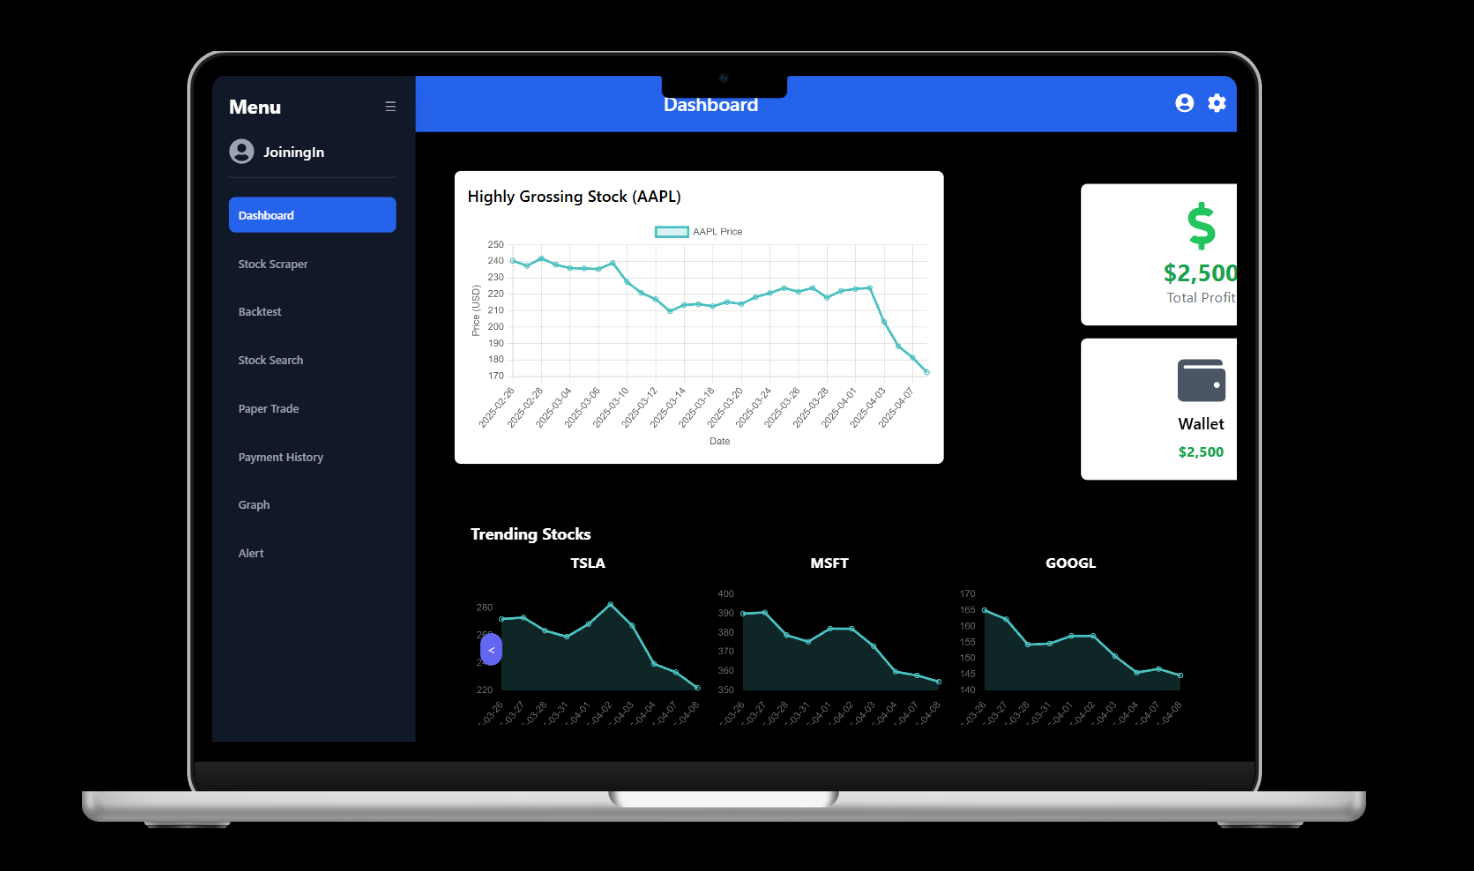 Menu
☰
JoiningIn
Dashboard
Stock Scraper
Backtest
Stock Search
Paper Trade
Payment History
Graph
Alert
Dashboard
Highly Grossing Stock (AAPL)
AAPL Price
Price (USD)
250
240
230
220
210
200
190
180
170
2025-02-26 2025-02-28 2025-03-04 2025-03-06 2025-03-10 2025-03-12 2025-03-14 2025-03-18 2025-03-20 2025-03-24 2025-03-26 2025-03-28 2025-04-01 2025-04-03 2025-04-07
Date
$
$2,500
Total Profit
Wallet
$2,500
Trending Stocks
TSLA
280
220
<
-03-26 -03-27 -03-28 -03-31 -04-01 -04-02 -04-03 -04-04 -04-07 -04-08
MSFT
400
390
380
370
360
350
-03-26 -03-27 -03-28 -03-31 -04-01 -04-02 -04-03 -04-04 -04-07 -04-08
GOOGL
170
165
160
155
150
145
140
-03-26 -03-27 -03-28 -03-31 -04-01 -04-02 -04-03 -04-04 -04-07 -04-08